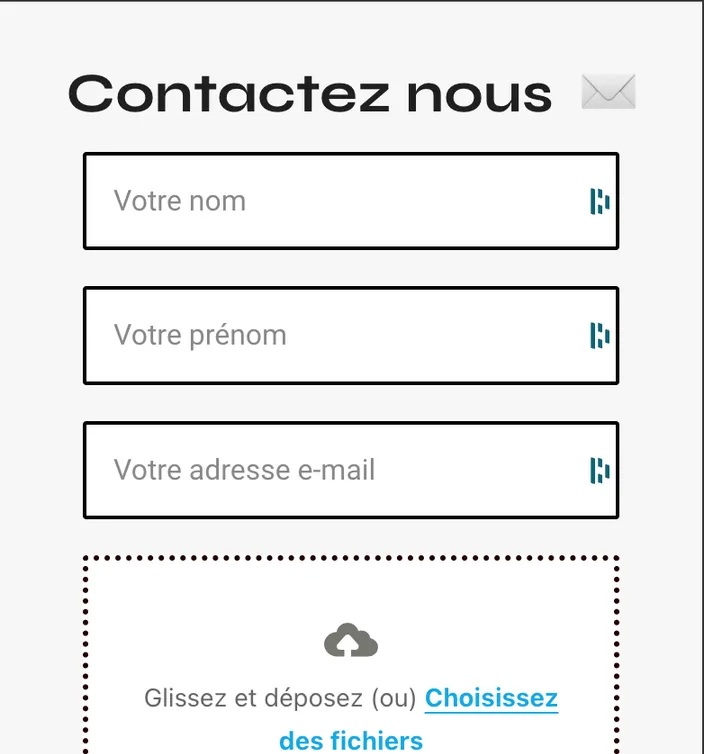 Contactez nous
Votre nom
Votre prénom
Votre adresse e-mail
Glissez et déposez (ou) Choisissez
des fichiers